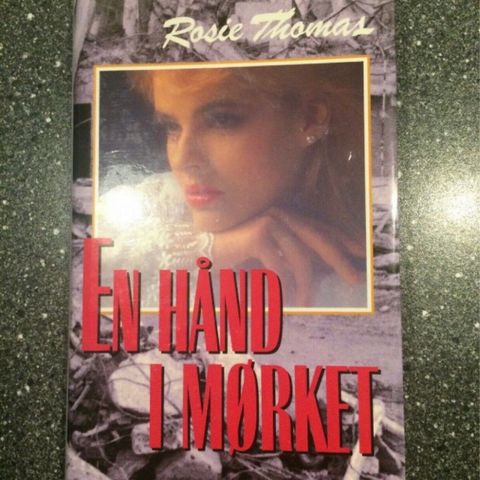 Rosie Thomas
EN HÅND
I MØRKET